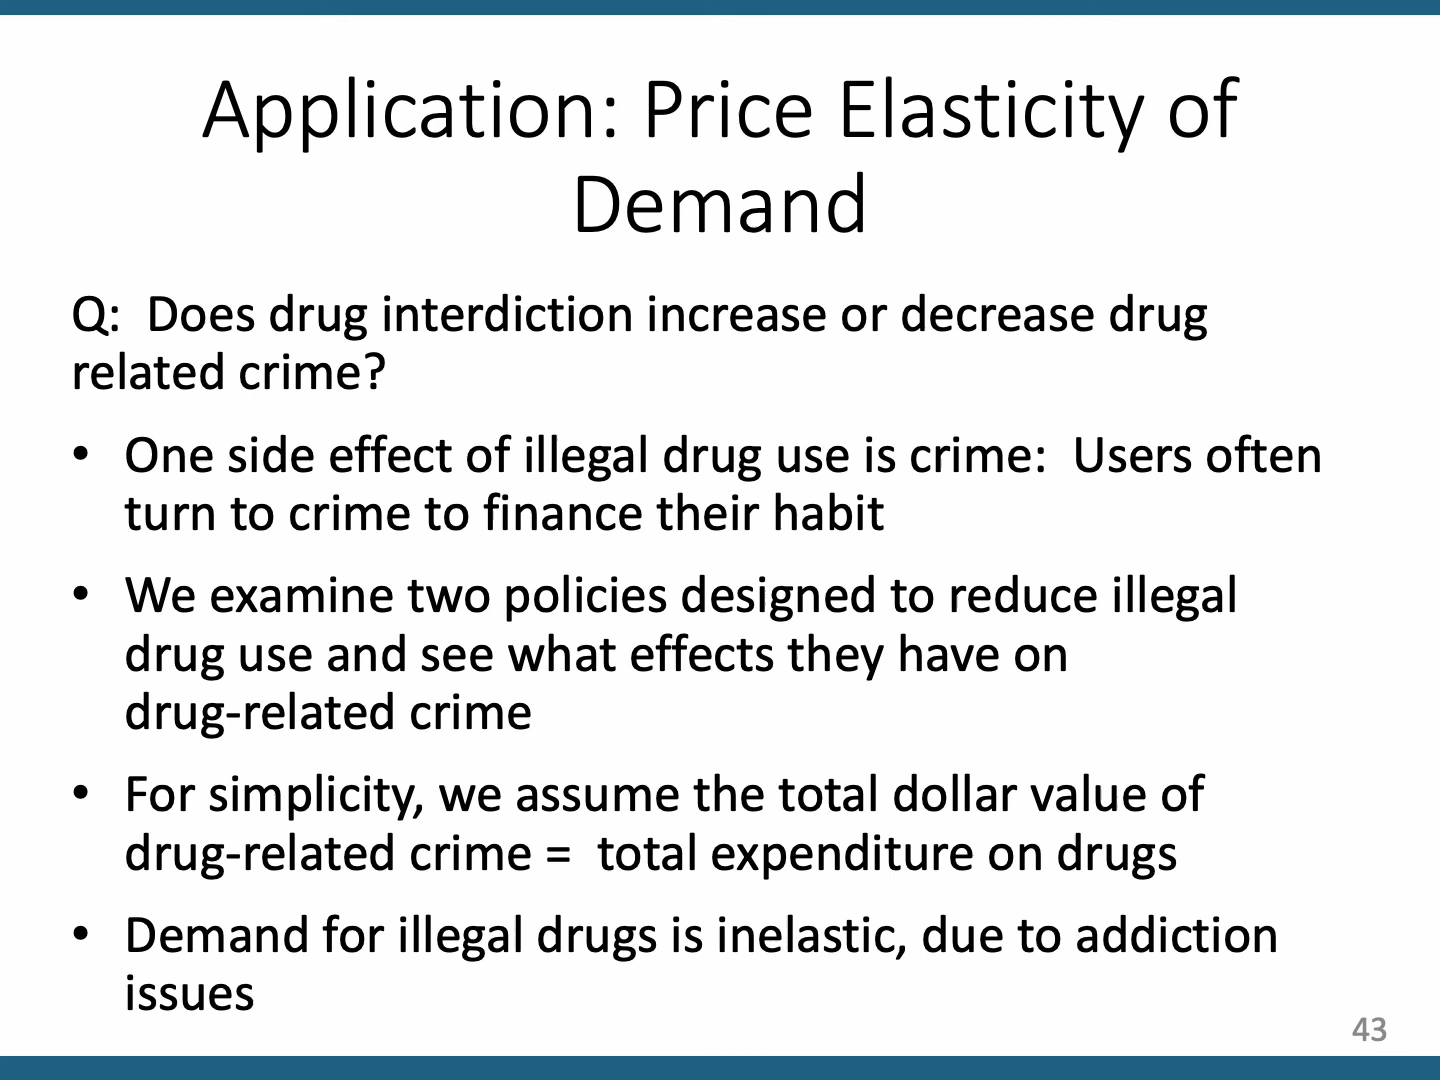 Application: Price Elasticity of
Demand
Q:  Does drug interdiction increase or decrease drug
related crime?
• One side effect of illegal drug use is crime:  Users often
turn to crime to finance their habit
• We examine two policies designed to reduce illegal
drug use and see what effects they have on
drug-related crime
• For simplicity, we assume the total dollar value of
drug-related crime =  total expenditure on drugs
• Demand for illegal drugs is inelastic, due to addiction
issues
43